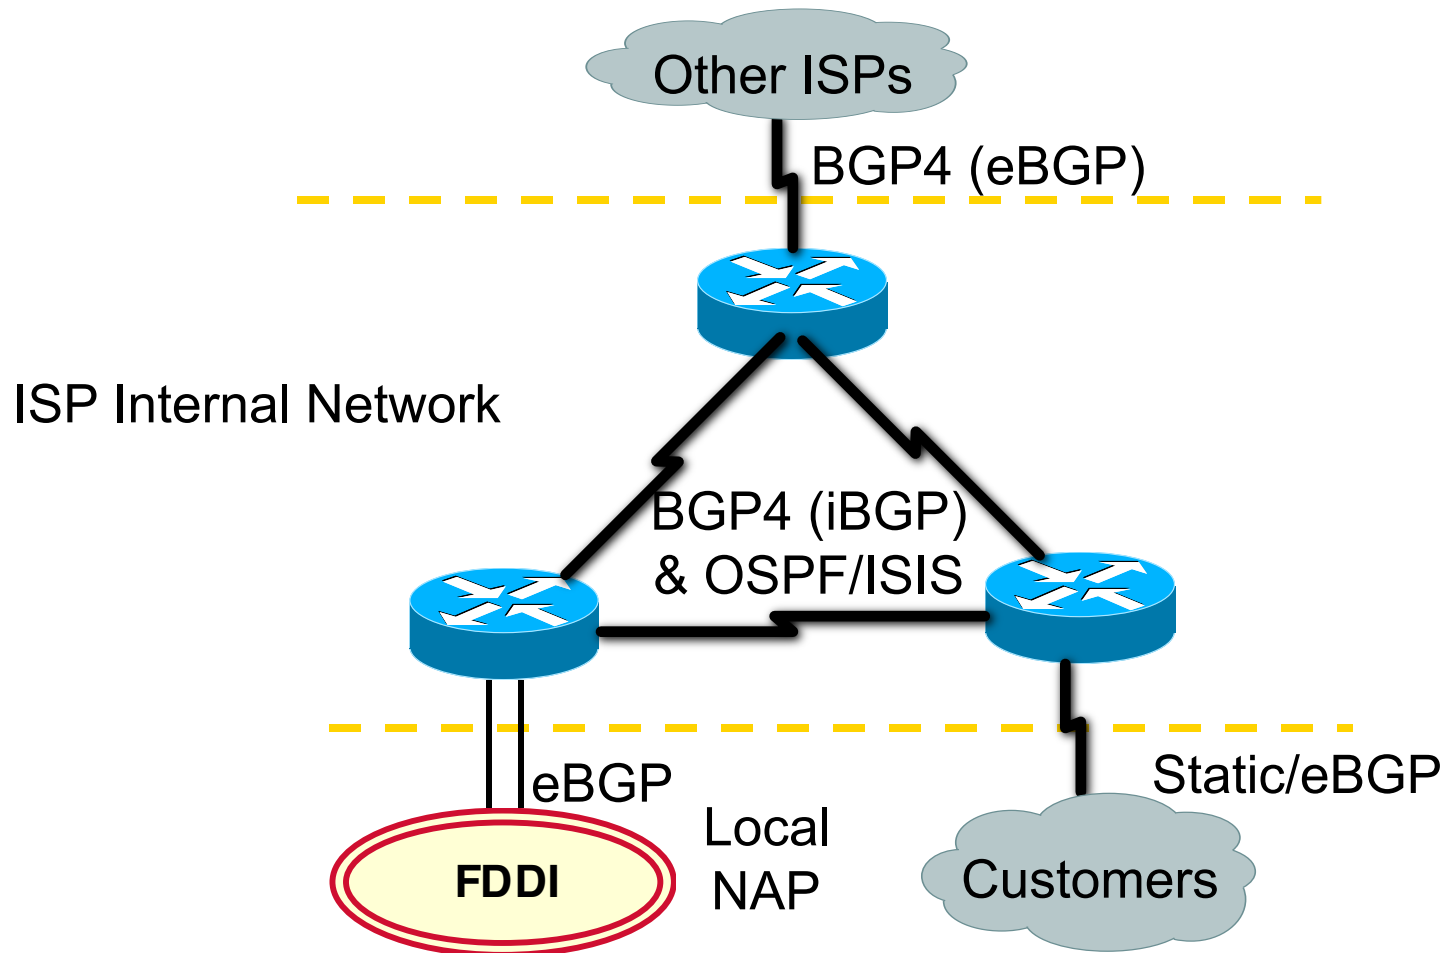 Other ISPs
BGP4 (eBGP)
ISP Internal Network
BGP4 (iBGP)
& OSPF/ISIS
eBGP
Static/eBGP
Local
NAP
FDDI
Customers